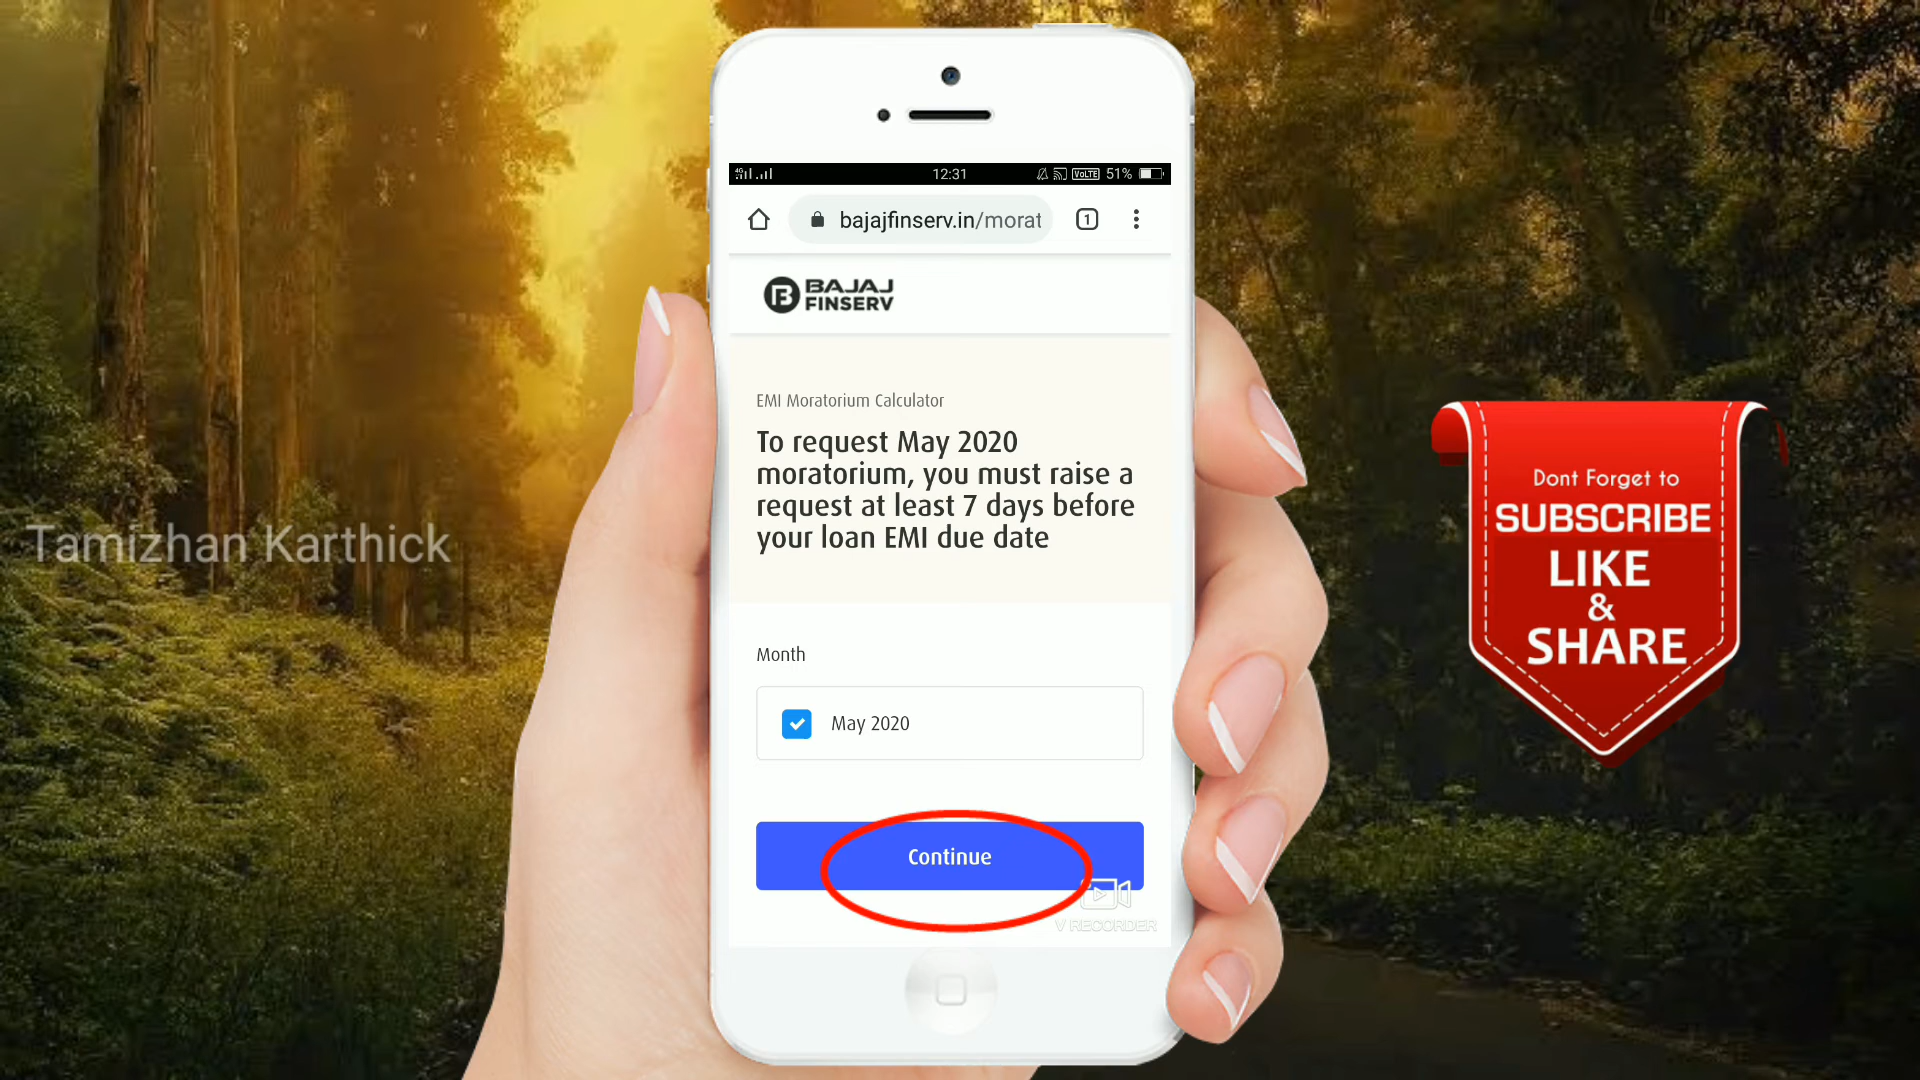 4G
12:31
VoLTE 51%
bajajfinserv.in/morat
1
BAJAJ
FINSERV
EMI Moratorium Calculator
To request May 2020
moratorium, you must raise a
request at least 7 days before
your loan EMI due date
Month
May 2020
Continue
V RECORDER
Tamizhan Karthick
Dont Forget to
SUBSCRIBE
LIKE
&
SHARE